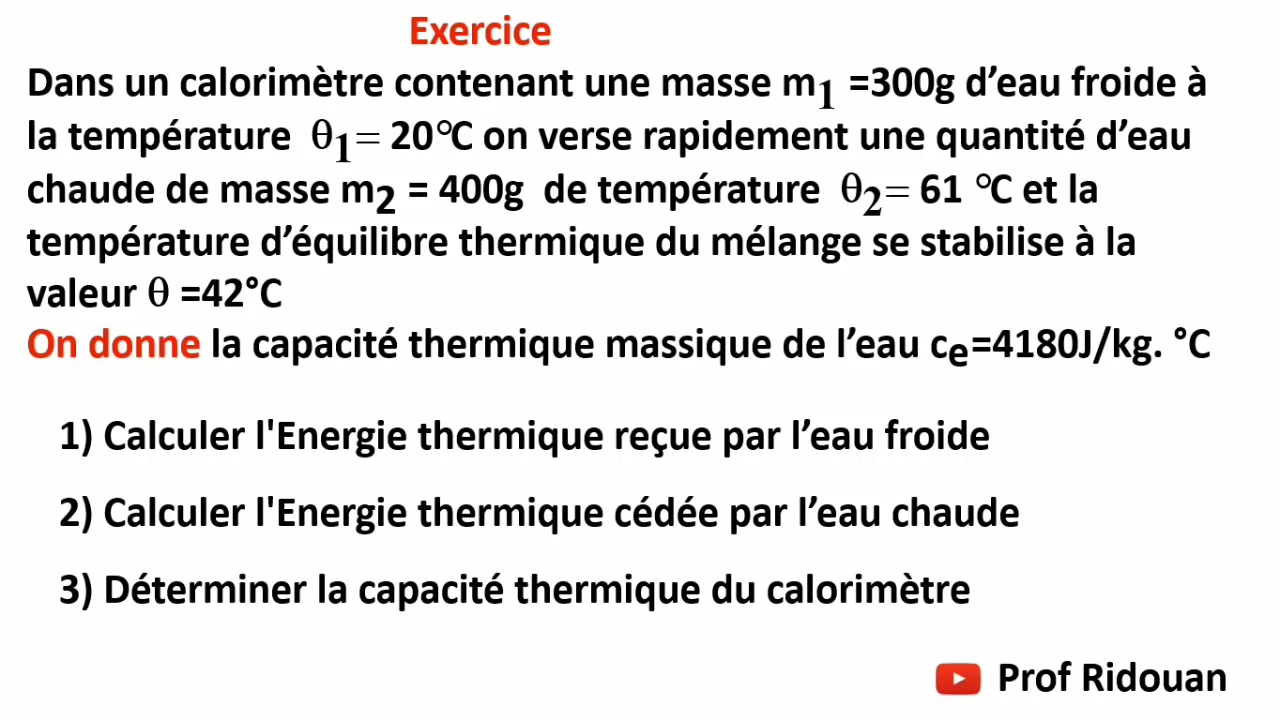 Exercice
Dans un calorimètre contenant une masse m1 =300g d’eau froide à
la température θ1= 20°C on verse rapidement une quantité d’eau
chaude de masse m2 = 400g de température θ2= 61 °C et la
température d’équilibre thermique du mélange se stabilise à la
valeur θ =42°C
On donne la capacité thermique massique de l’eau ce=4180J/kg. °C
1) Calculer l'Energie thermique reçue par l’eau froide
2) Calculer l'Energie thermique cédée par l’eau chaude
3) Déterminer la capacité thermique du calorimètre
Prof Ridouan